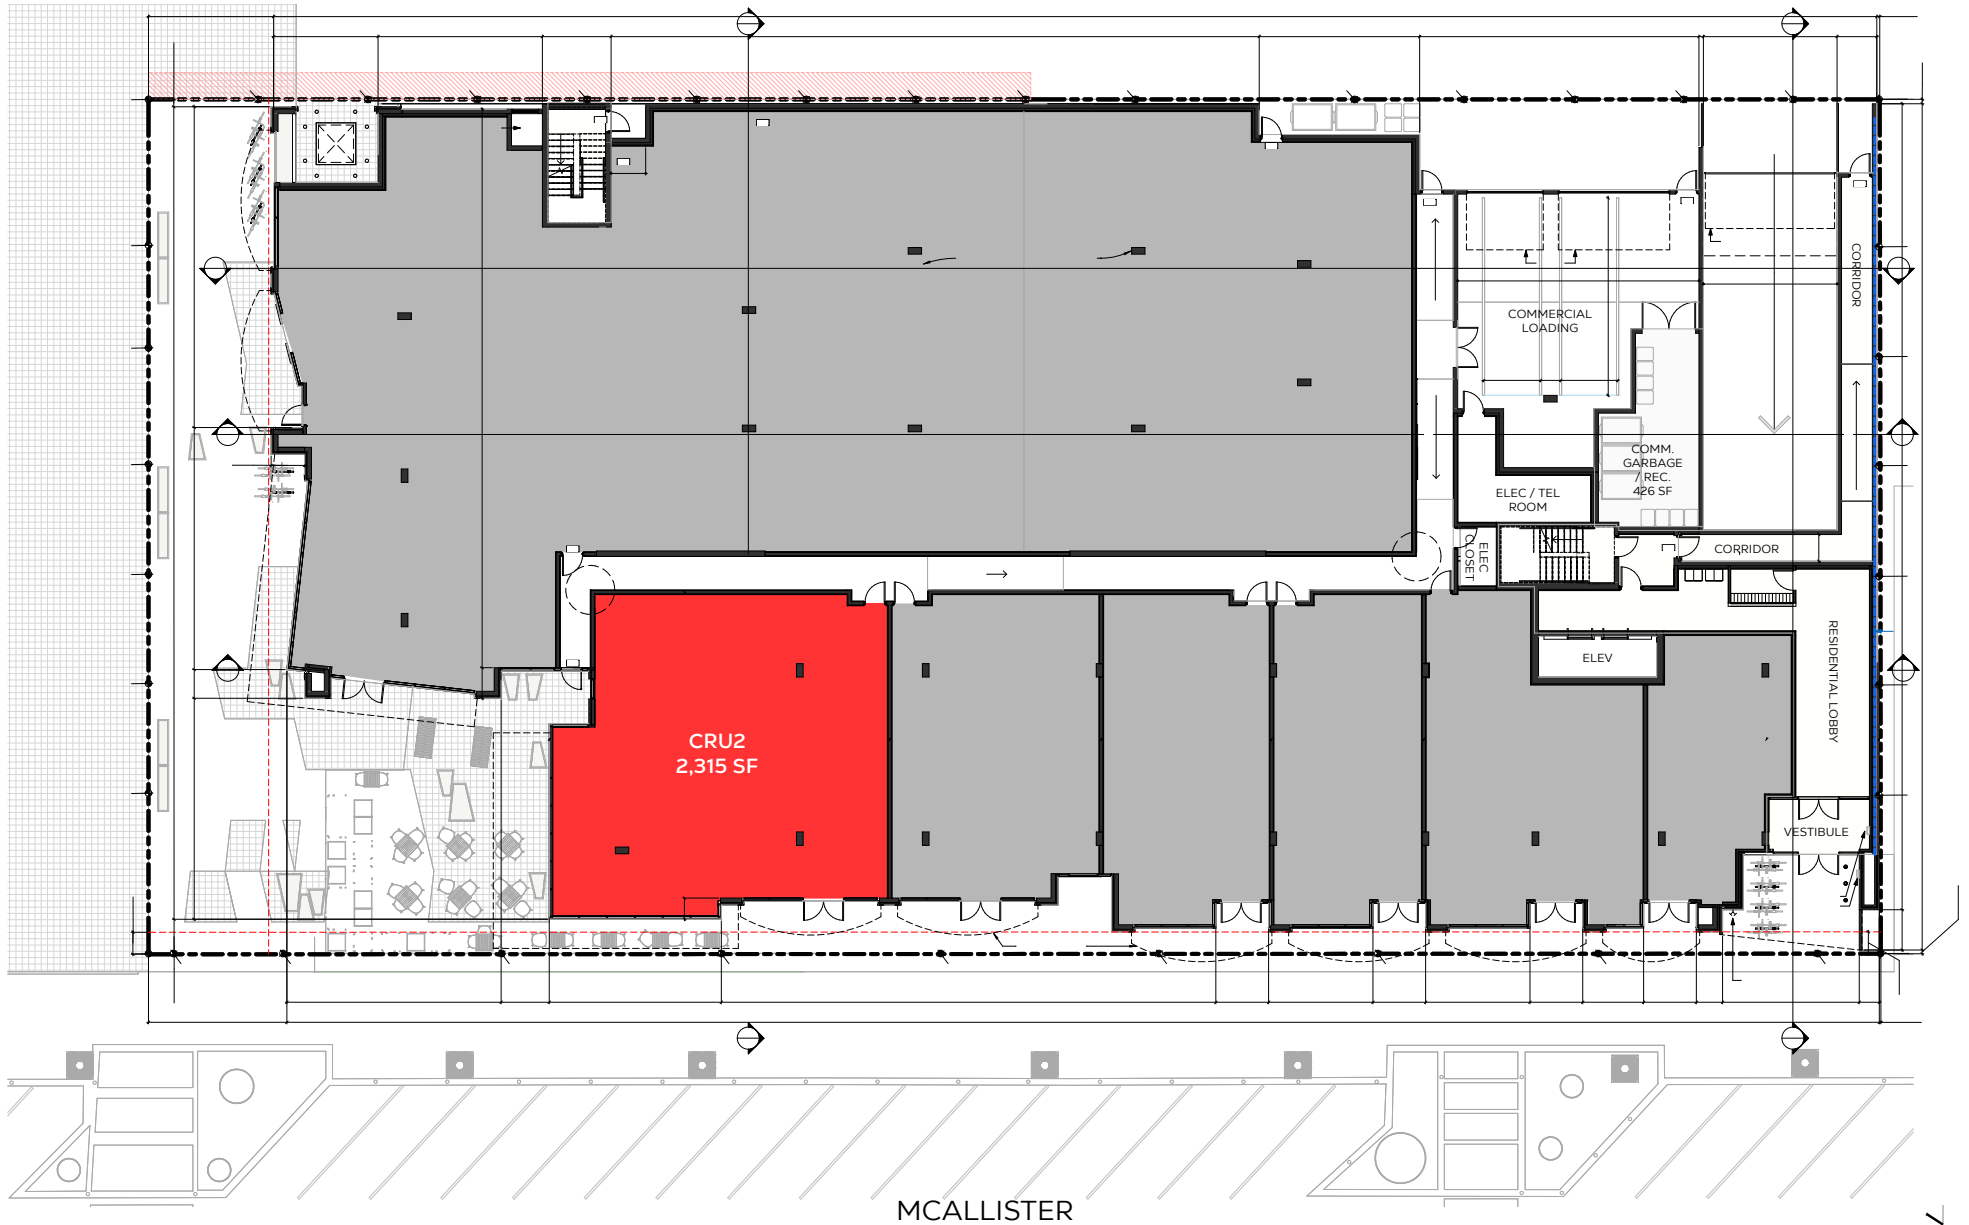 CORRIDOR
COMMERCIAL
LOADING
COMM.
GARBAGE
/ REC.
426 SF
ELEC / TEL
ROOM
ELEC
CLOSET
CORRIDOR
RESIDENTIAL LOBBY
ELEV
CRU2
2,315 SF
VESTIBULE
MCALLISTER